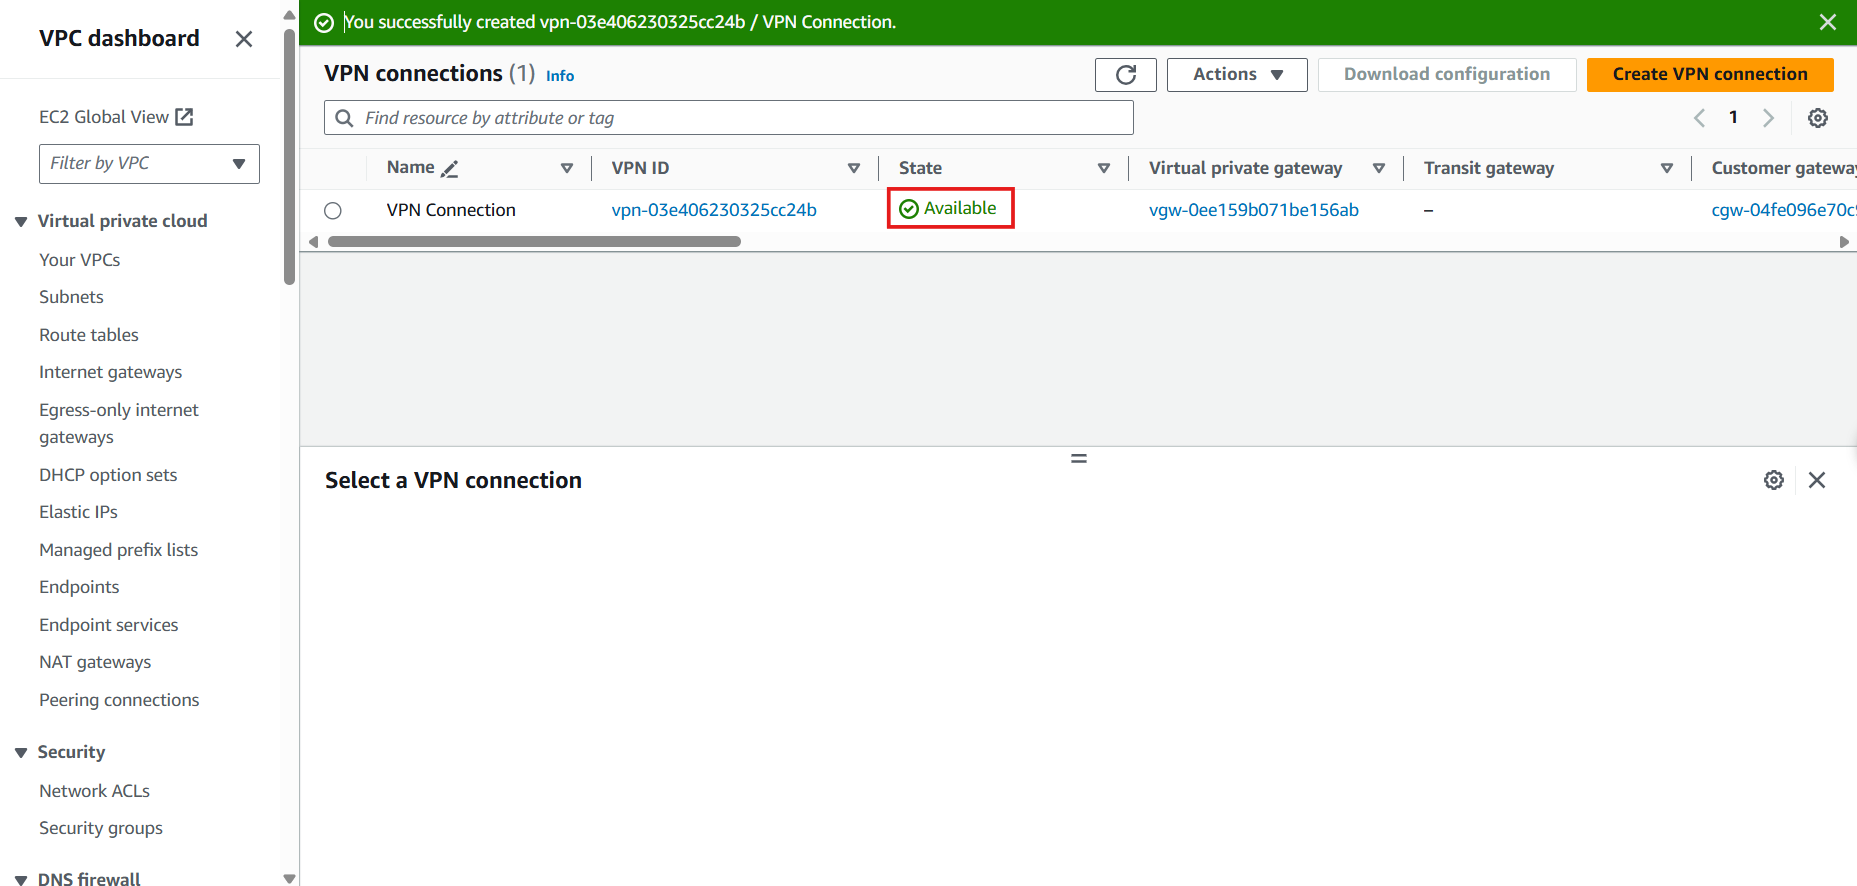 VPC dashboard
EC2 Global View
Filter by VPC
Virtual private cloud
Your VPCs
Subnets
Route tables
Internet gateways
Egress-only internet
gateways
DHCP option sets
Elastic IPs
Managed prefix lists
Endpoints
Endpoint services
NAT gateways
Peering connections
Security
Network ACLs
Security groups
DNS firewall
You successfully created vpn-03e406230325cc24b / VPN Connection.
VPN connections (1) Info
Actions
Download configuration
Create VPN connection
Find resource by attribute or tag
1
Name VPN ID State Virtual private gateway Transit gateway Customer gateway
VPN Connection vpn-03e406230325cc24b Available vgw-0ee159b071be156ab – cgw-04fe096e70c
Select a VPN connection